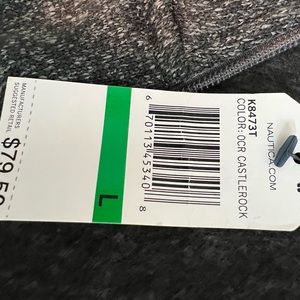 NAUTICA.COM
K8473T
COLOR: 0CR CASTLEROCK
6 70113 45340 8
L
MANUFACTURERS
SUGGESTED RETAIL
$79.50